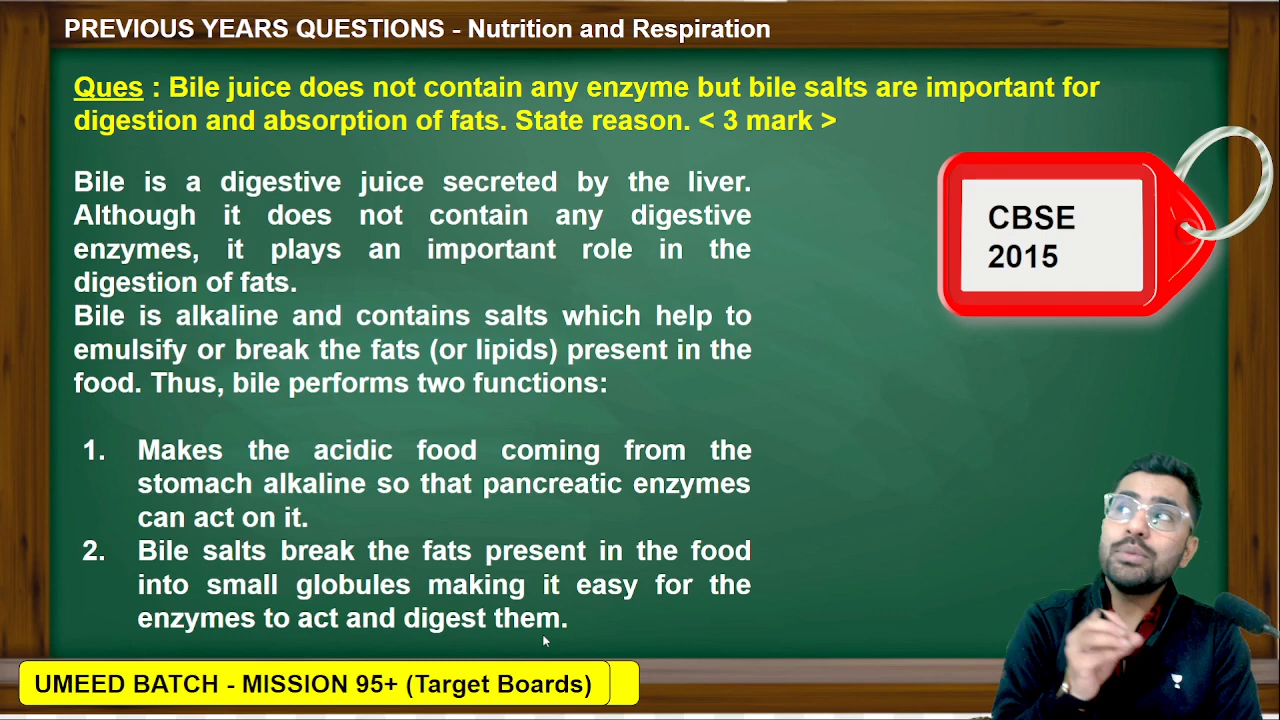 PREVIOUS YEARS QUESTIONS - Nutrition and Respiration
Ques : Bile juice does not contain any enzyme but bile salts are important for
digestion and absorption of fats. State reason. < 3 mark >
Bile is a digestive juice secreted by the liver.
Although it does not contain any digestive
enzymes, it plays an important role in the
digestion of fats.
Bile is alkaline and contains salts which help to
emulsify or break the fats (or lipids) present in the
food. Thus, bile performs two functions:
1. Makes the acidic food coming from the
stomach alkaline so that pancreatic enzymes
can act on it.
2. Bile salts break the fats present in the food
into small globules making it easy for the
enzymes to act and digest them.
CBSE
2015
UMEED BATCH - MISSION 95+ (Target Boards)